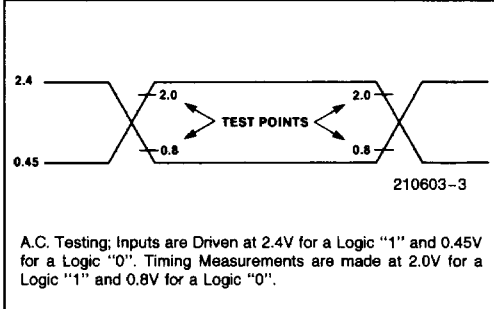 2.4
2.0
2.0
TEST POINTS
0.8
0.8
0.45
210603-3
A.C. Testing; Inputs are Driven at 2.4V for a Logic "1" and 0.45V
for a Logic "0". Timing Measurements are made at 2.0V for a
Logic "1" and 0.8V for a Logic "0".